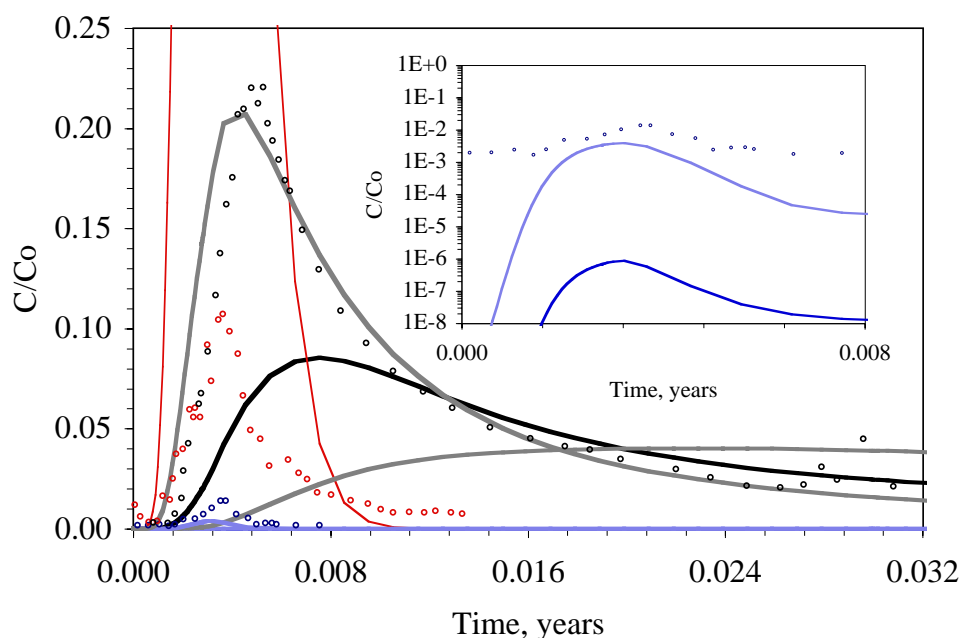 0.25
0.20
0.15
0.10
0.05
0.00
C/Co
0.000
0.008
0.016
0.024
0.032
Time, years
1E+0
1E-1
1E-2
1E-3
1E-4
1E-5
1E-6
1E-7
1E-8
C/Co
0.000
0.008
Time, years